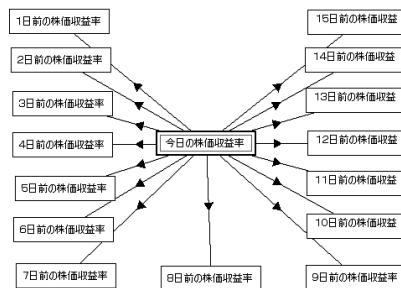 1日前の株価収益率
2日前の株価収益率
3日前の株価収益率
4日前の株価収益率
5日前の株価収益率
6日前の株価収益率
7日前の株価収益率
今日の株価収益率
8日前の株価収益率
15日前の株価収益
14日前の株価収益
13日前の株価収益
12日前の株価収益
11日前の株価収益
10日前の株価収益
9日前の株価収益